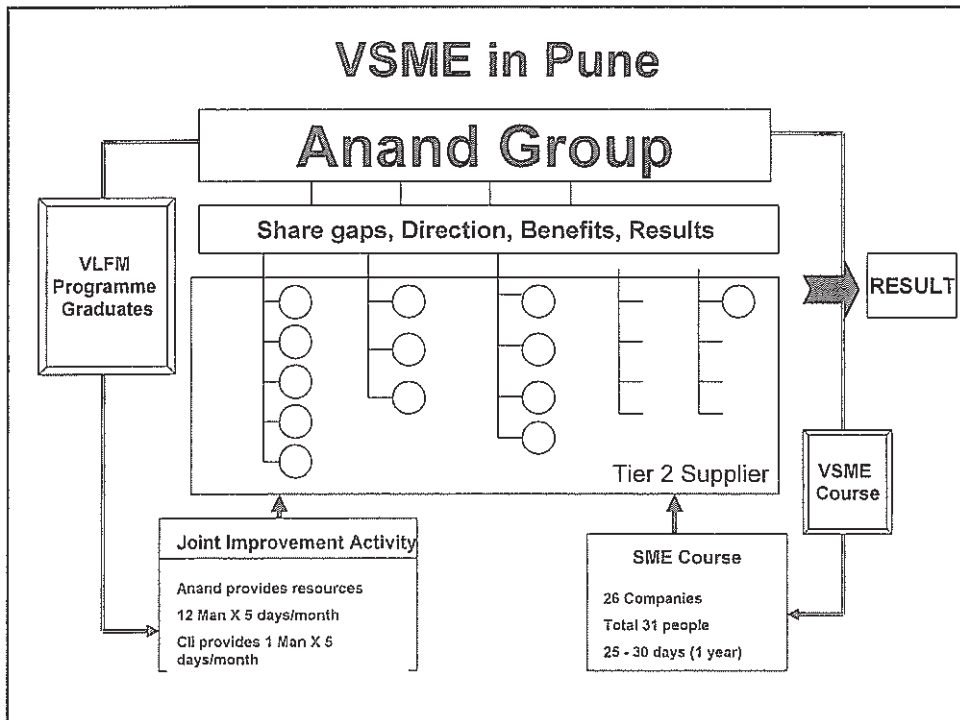 VSME in Pune
Anand Group
Share gaps, Direction, Benefits, Results
VLFM
Programme
Graduates
RESULT
Tier 2 Supplier
VSME
Course
Joint Improvement Activity
Anand provides resources
12 Man X 5 days/month
CII provides 1 Man X 5
days/month
SME Course
26 Companies
Total 31 people
25 - 30 days (1 year)